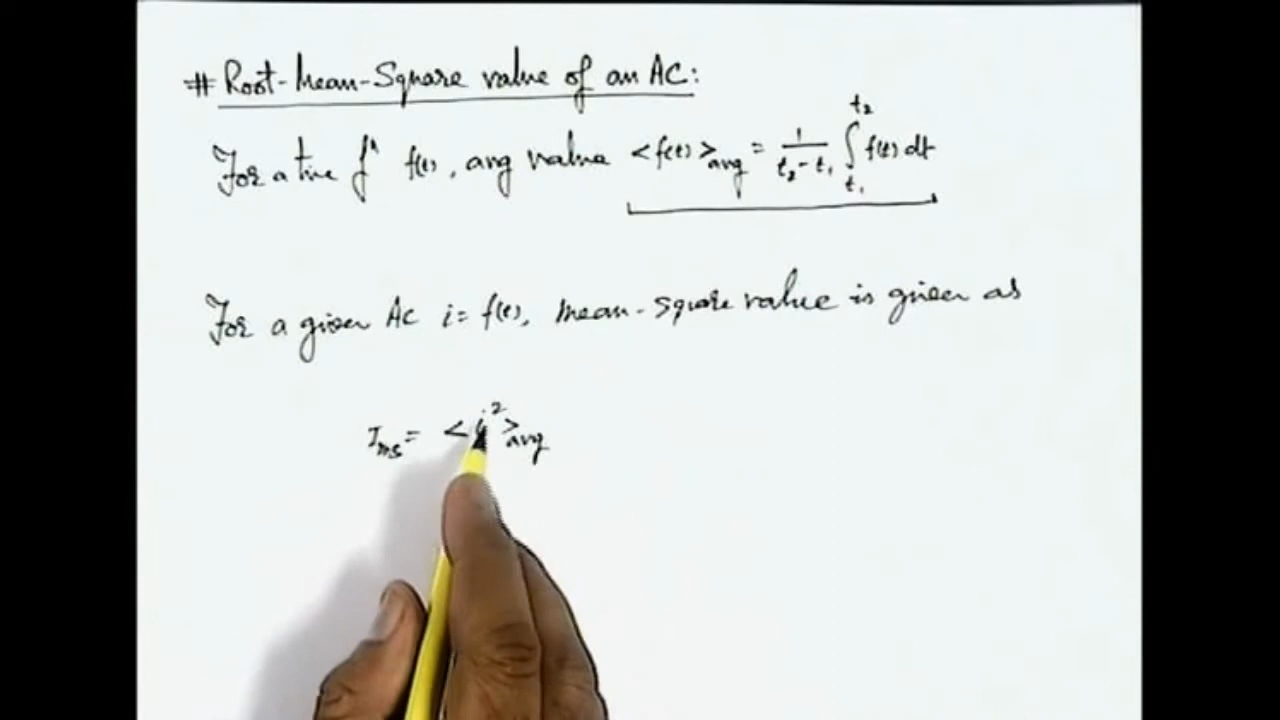 # Root-Mean-Square value of an AC:
For a time fⁿ f(t), avg value <f(t)>avg = 1/(t₂-t₁) ∫t₁t₂ f(t) dt
For a given AC i = f(t), mean-square value is given as
Ims = <i²>avg